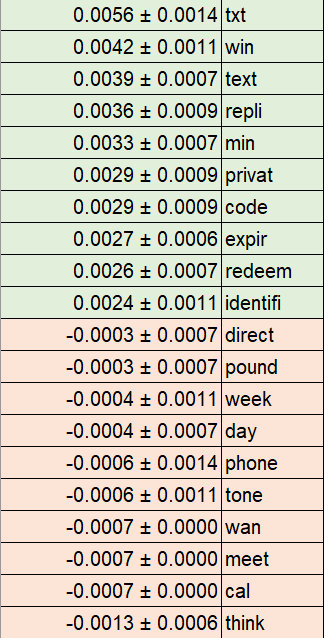 0.0056 ± 0.0014 txt
0.0042 ± 0.0011 win
0.0039 ± 0.0007 text
0.0036 ± 0.0009 repli
0.0033 ± 0.0007 min
0.0029 ± 0.0009 privat
0.0029 ± 0.0009 code
0.0027 ± 0.0006 expir
0.0026 ± 0.0007 redeem
0.0024 ± 0.0011 identifi
-0.0003 ± 0.0007 direct
-0.0003 ± 0.0007 pound
-0.0004 ± 0.0011 week
-0.0004 ± 0.0007 day
-0.0006 ± 0.0014 phone
-0.0006 ± 0.0011 tone
-0.0007 ± 0.0000 wan
-0.0007 ± 0.0000 meet
-0.0007 ± 0.0000 cal
-0.0013 ± 0.0006 think